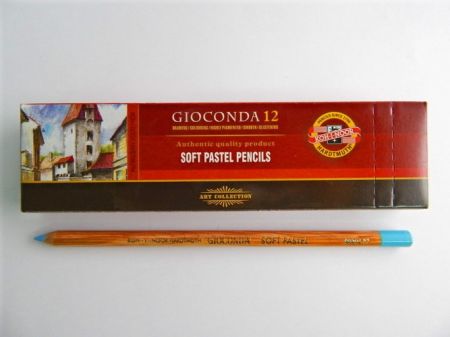 GIOCONDA 12
Authentic quality product
SOFT PASTEL PENCILS
ART COLLECTION
KOH-I-NOOR
HARDTMUTH
KOH-I-NOOR HARDTMUTH GIOCONDA SOFT PASTEL